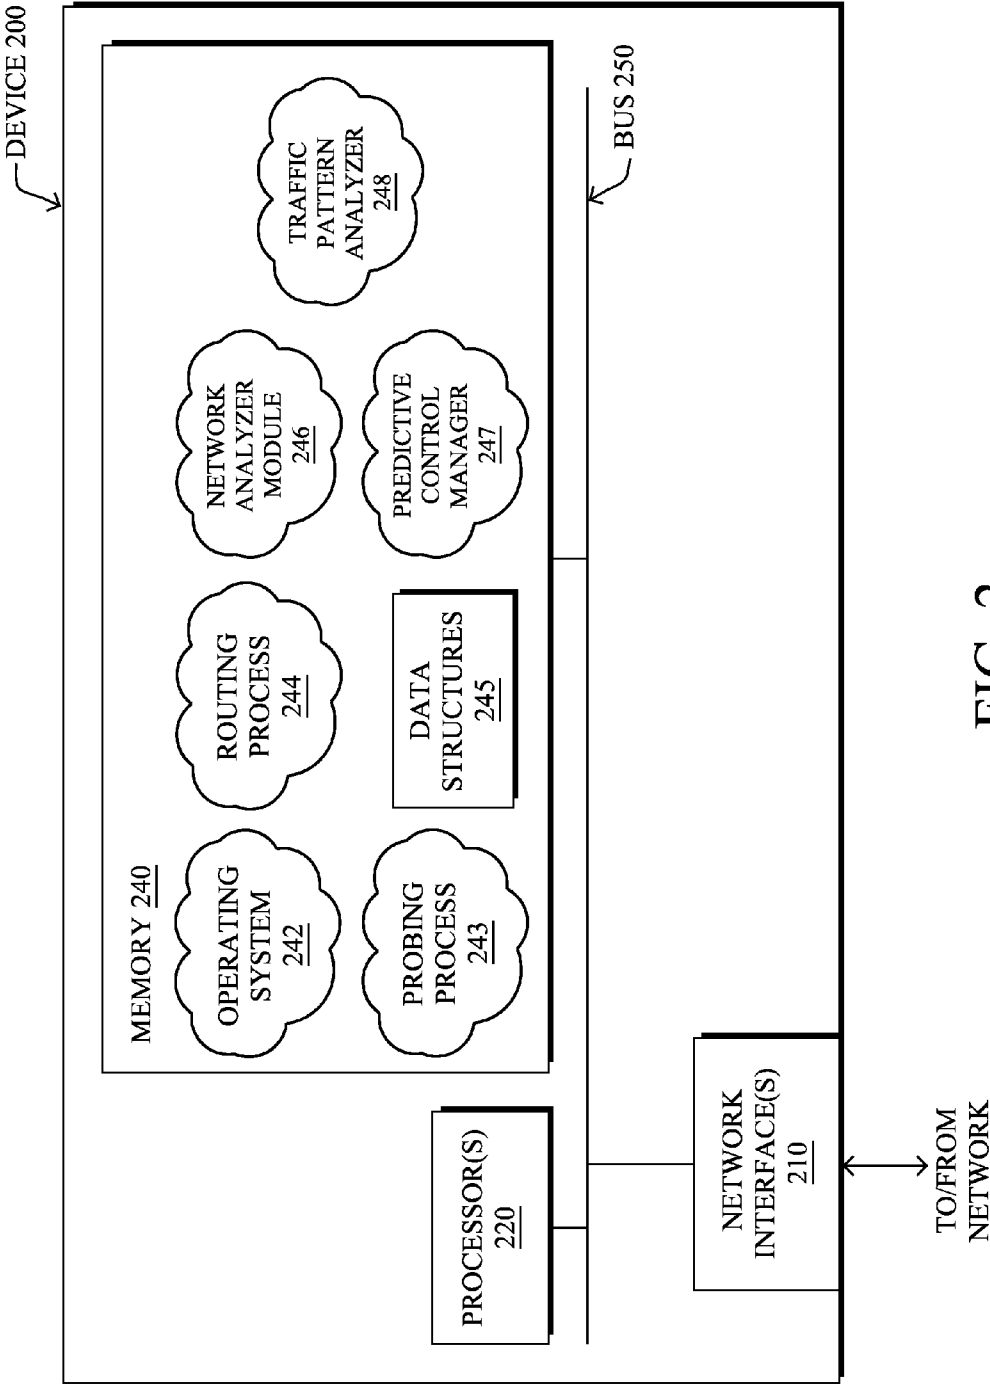 DEVICE 200
MEMORY 240
OPERATING
SYSTEM
242
ROUTING
PROCESS
244
NETWORK
ANALYZER
MODULE
246
TRAFFIC
PATTERN
ANALYZER
248
PROBING
PROCESS
243
DATA
STRUCTURES
245
PREDICTIVE
CONTROL
MANAGER
247
PROCESSOR(S)
220
BUS 250
NETWORK
INTERFACE(S)
210
TO/FROM
NETWORK
FIG.